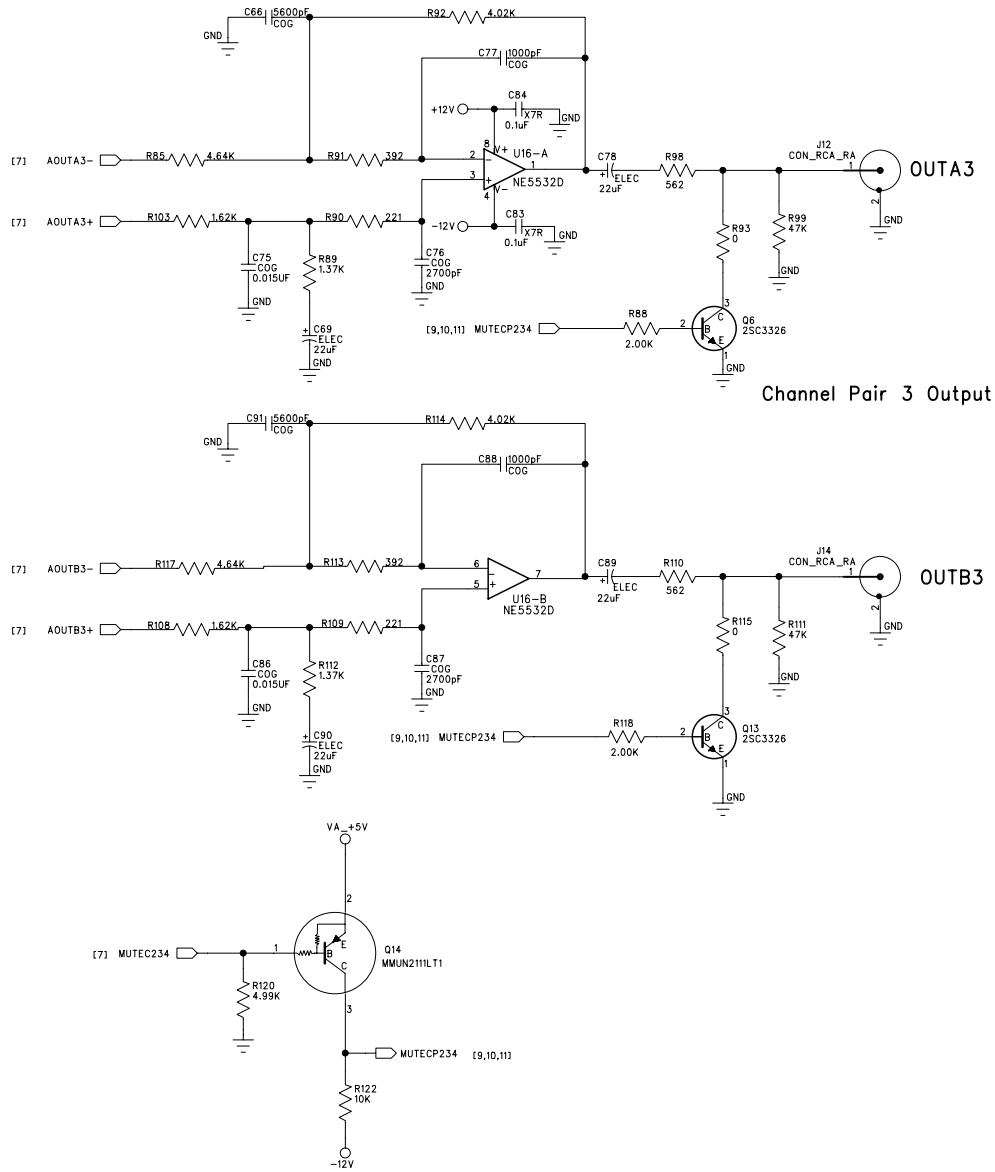 C66 5600pF
COG
GND
R92 4.02K
C77 1000pF
COG
+12V
C84
X7R
0.1uF
GND
[7] AOUTA3-
R85 4.64K
R91 392
2
3
8
V+
U16-A
1
NE5532D
4
V-
C78
ELEC
22uF
R98
562
J12
CON_RCA_RA
1
2
OUTA3
GND
[7] AOUTA3+
R103 1.62K
R90 221
-12V
C83
X7R
0.1uF
GND
R93
0
R99
47K
GND
C75
COG
0.015UF
GND
R89
1.37K
C76
COG
2700pF
GND
C69
ELEC
22uF
GND
[9,10,11] MUTECP234
R88
2.00K
2
B
3
C
E
1
Q6
2SC3326
GND
Channel Pair 3 Output
C91 5600pF
COG
GND
R114 4.02K
C88 1000pF
COG
[7] AOUTB3-
R117 4.64K
R113 392
6
5
7
U16-B
NE5532D
C89
ELEC
22uF
R110
562
J14
CON_RCA_RA
1
2
OUTB3
GND
[7] AOUTB3+
R108 1.62K
R109 221
R115
0
R111
47K
GND
C86
COG
0.015UF
GND
R112
1.37K
C87
COG
2700pF
GND
C90
ELEC
22uF
GND
[9,10,11] MUTECP234
R118
2.00K
2
B
3
C
E
1
Q13
2SC3326
GND
VA_+5V
2
[7] MUTEC234
1
B
E
C
Q14
MMUN2111LT1
R120
4.99K
3
MUTECP234 [9,10,11]
R122
10K
-12V